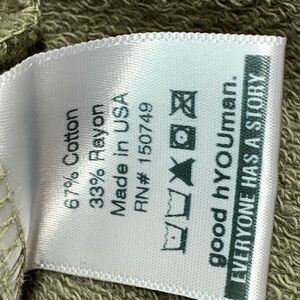 67% Cotton
33% Rayon
Made in USA
RN# 150749
good hYOUman.
EVERYONE HAS A STORY